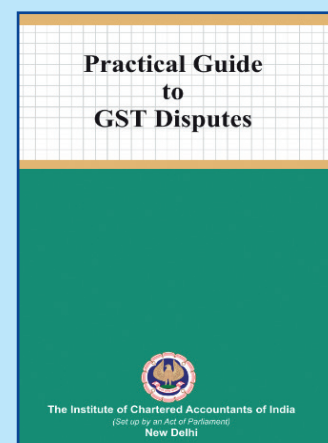 Practical Guide
to
GST Disputes
The Institute of Chartered Accountants of India
(Set up by an Act of Parliament)
New Delhi